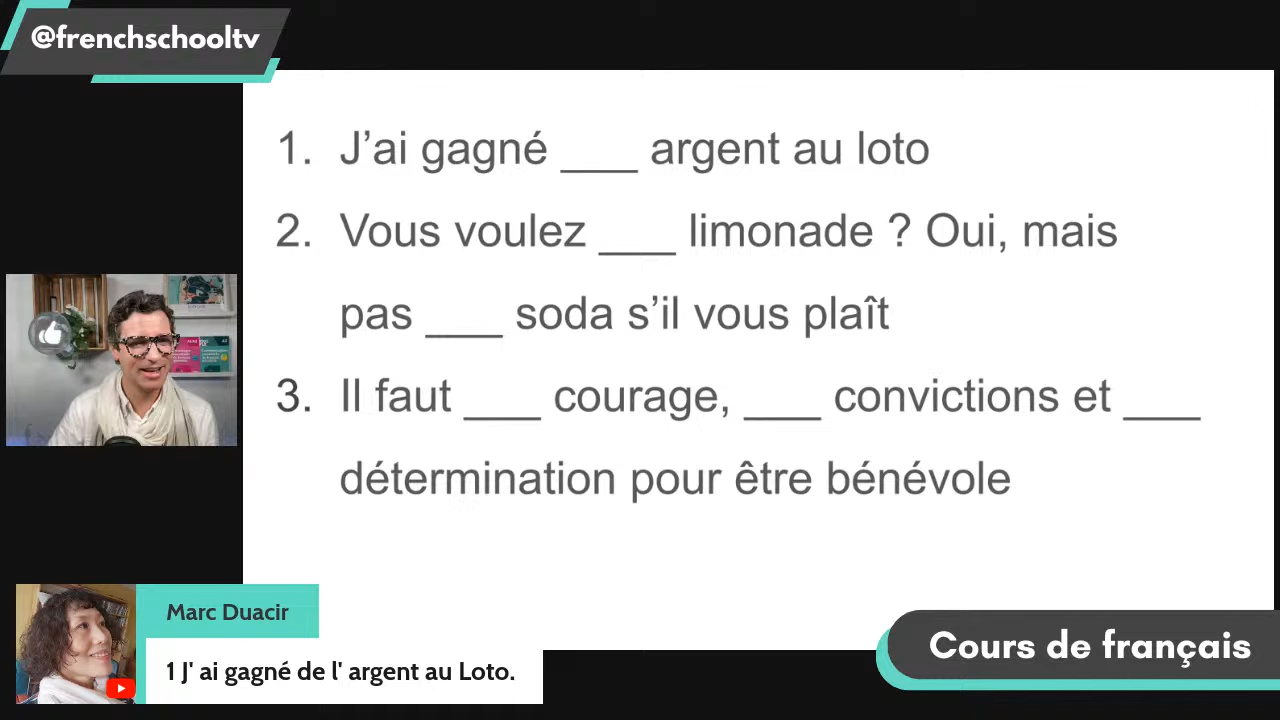 @frenchschooltv
1. J’ai gagné ___ argent au loto
2. Vous voulez ___ limonade ? Oui, mais
pas ___ soda s’il vous plaît
3. Il faut ___ courage, ___ convictions et ___
détermination pour être bénévole
Marc Duacir
1 J' ai gagné de l' argent au Loto.
Cours de français